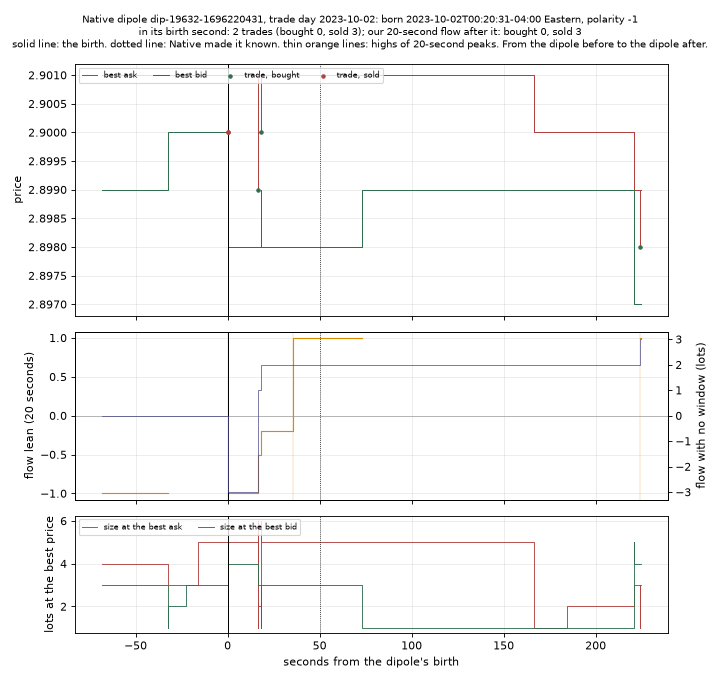 Native dipole dip-19632-1696220431, trade day 2023-10-02: born 2023-10-02T00:20:31-04:00 Eastern, polarity -1
in its birth second: 2 trades (bought 0, sold 3); our 20-second flow after it: bought 0, sold 3
solid line: the birth. dotted line: Native made it known. thin orange lines: highs of 20-second peaks. From the dipole before to the dipole after.
best ask best bid trade, bought trade, sold
2.9010
2.9005
2.9000
2.8995
2.8990
2.8985
2.8980
2.8975
2.8970
price
1.0
0.5
0.0
−0.5
−1.0
flow lean (20 seconds)
3
2
1
0
−1
−2
−3
flow with no window (lots)
size at the best ask size at the best bid
6
4
2
lots at the best price
−50 0 50 100 150 200
seconds from the dipole's birth